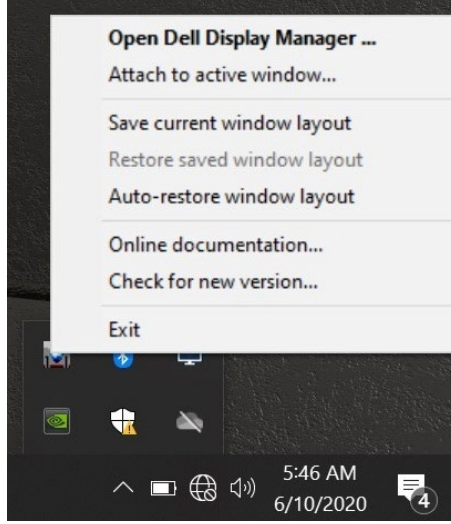 Open Dell Display Manager ...
Attach to active window...
Save current window layout
Restore saved window layout
Auto-restore window layout
Online documentation...
Check for new version...
Exit
5:46 AM
6/10/2020
4